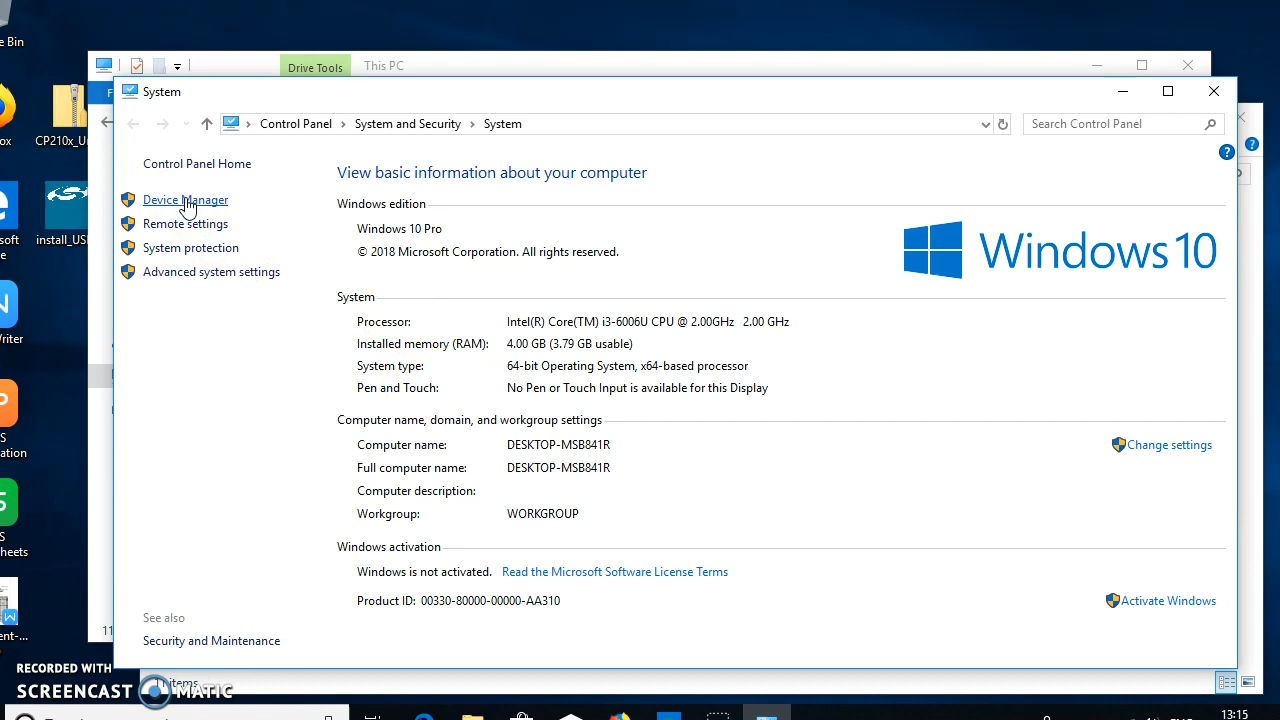 e Bin
Drive Tools
This PC
F
System
Control Panel > System and Security > System
Search Control Panel
ox
CP210x_Un
Control Panel Home
View basic information about your computer
Device Manager
Windows edition
Remote settings
Windows 10 Pro
osoft
e
install_USE
System protection
© 2018 Microsoft Corporation. All rights reserved.
Windows 10
Advanced system settings
System
Processor: Intel(R) Core(TM) i3-6006U CPU @ 2.00GHz 2.00 GHz
Writer
Installed memory (RAM): 4.00 GB (3.79 GB usable)
System type: 64-bit Operating System, x64-based processor
Pen and Touch: No Pen or Touch Input is available for this Display
S
ation
Computer name, domain, and workgroup settings
Computer name: DESKTOP-MSB841R
Change settings
Full computer name: DESKTOP-MSB841R
Computer description:
Workgroup: WORKGROUP
S
heets
Windows activation
Windows is not activated. Read the Microsoft Software License Terms
Product ID: 00330-80000-00000-AA310
Activate Windows
See also
ent-...
11
Security and Maintenance
RECORDED WITH
SCREENCAST MATIC
items
13:15